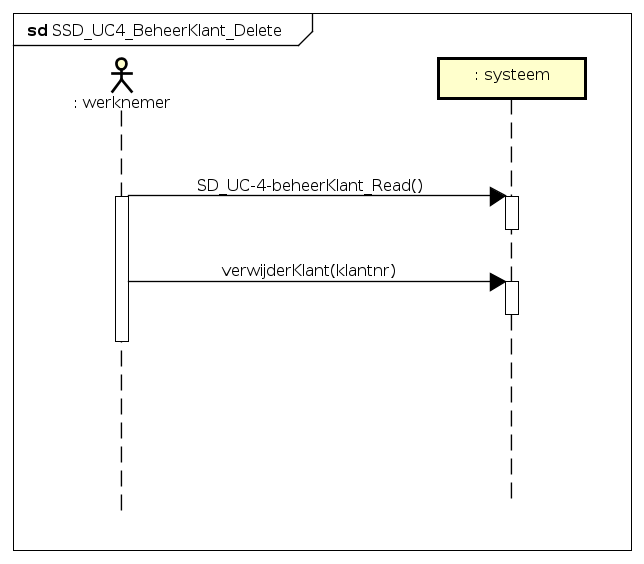 sd SSD_UC4_BeheerKlant_Delete
: werknemer
: systeem
SD_UC-4-beheerKlant_Read()
verwijderKlant(klantnr)